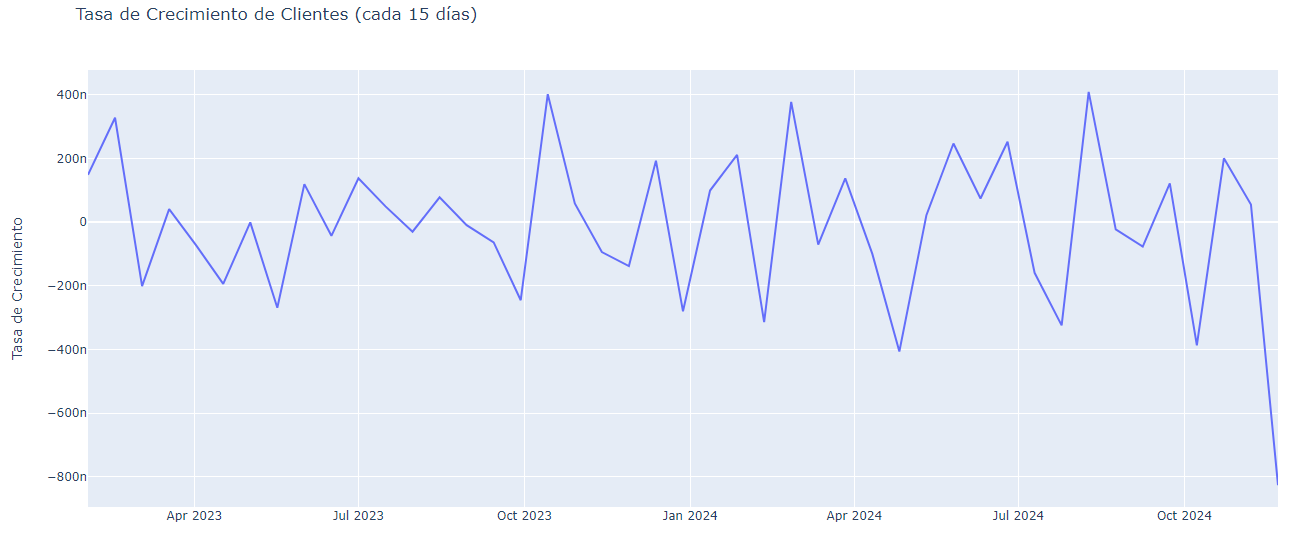 Tasa de Crecimiento de Clientes (cada 15 días)
400n
200n
0
−200n
−400n
−600n
−800n
Tasa de Crecimiento
Apr 2023
Jul 2023
Oct 2023
Jan 2024
Apr 2024
Jul 2024
Oct 2024